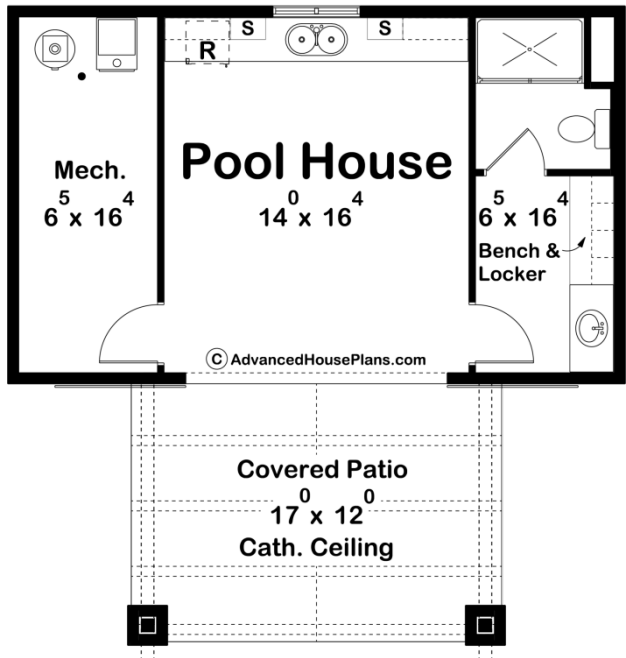 S
S
R
Pool House
14⁰ x 16⁴
Mech.
6⁵ x 16⁴
6⁵ x 16⁴
Bench &
Locker
© AdvancedHousePlans.com
Covered Patio
17⁰ x 12⁰
Cath. Ceiling